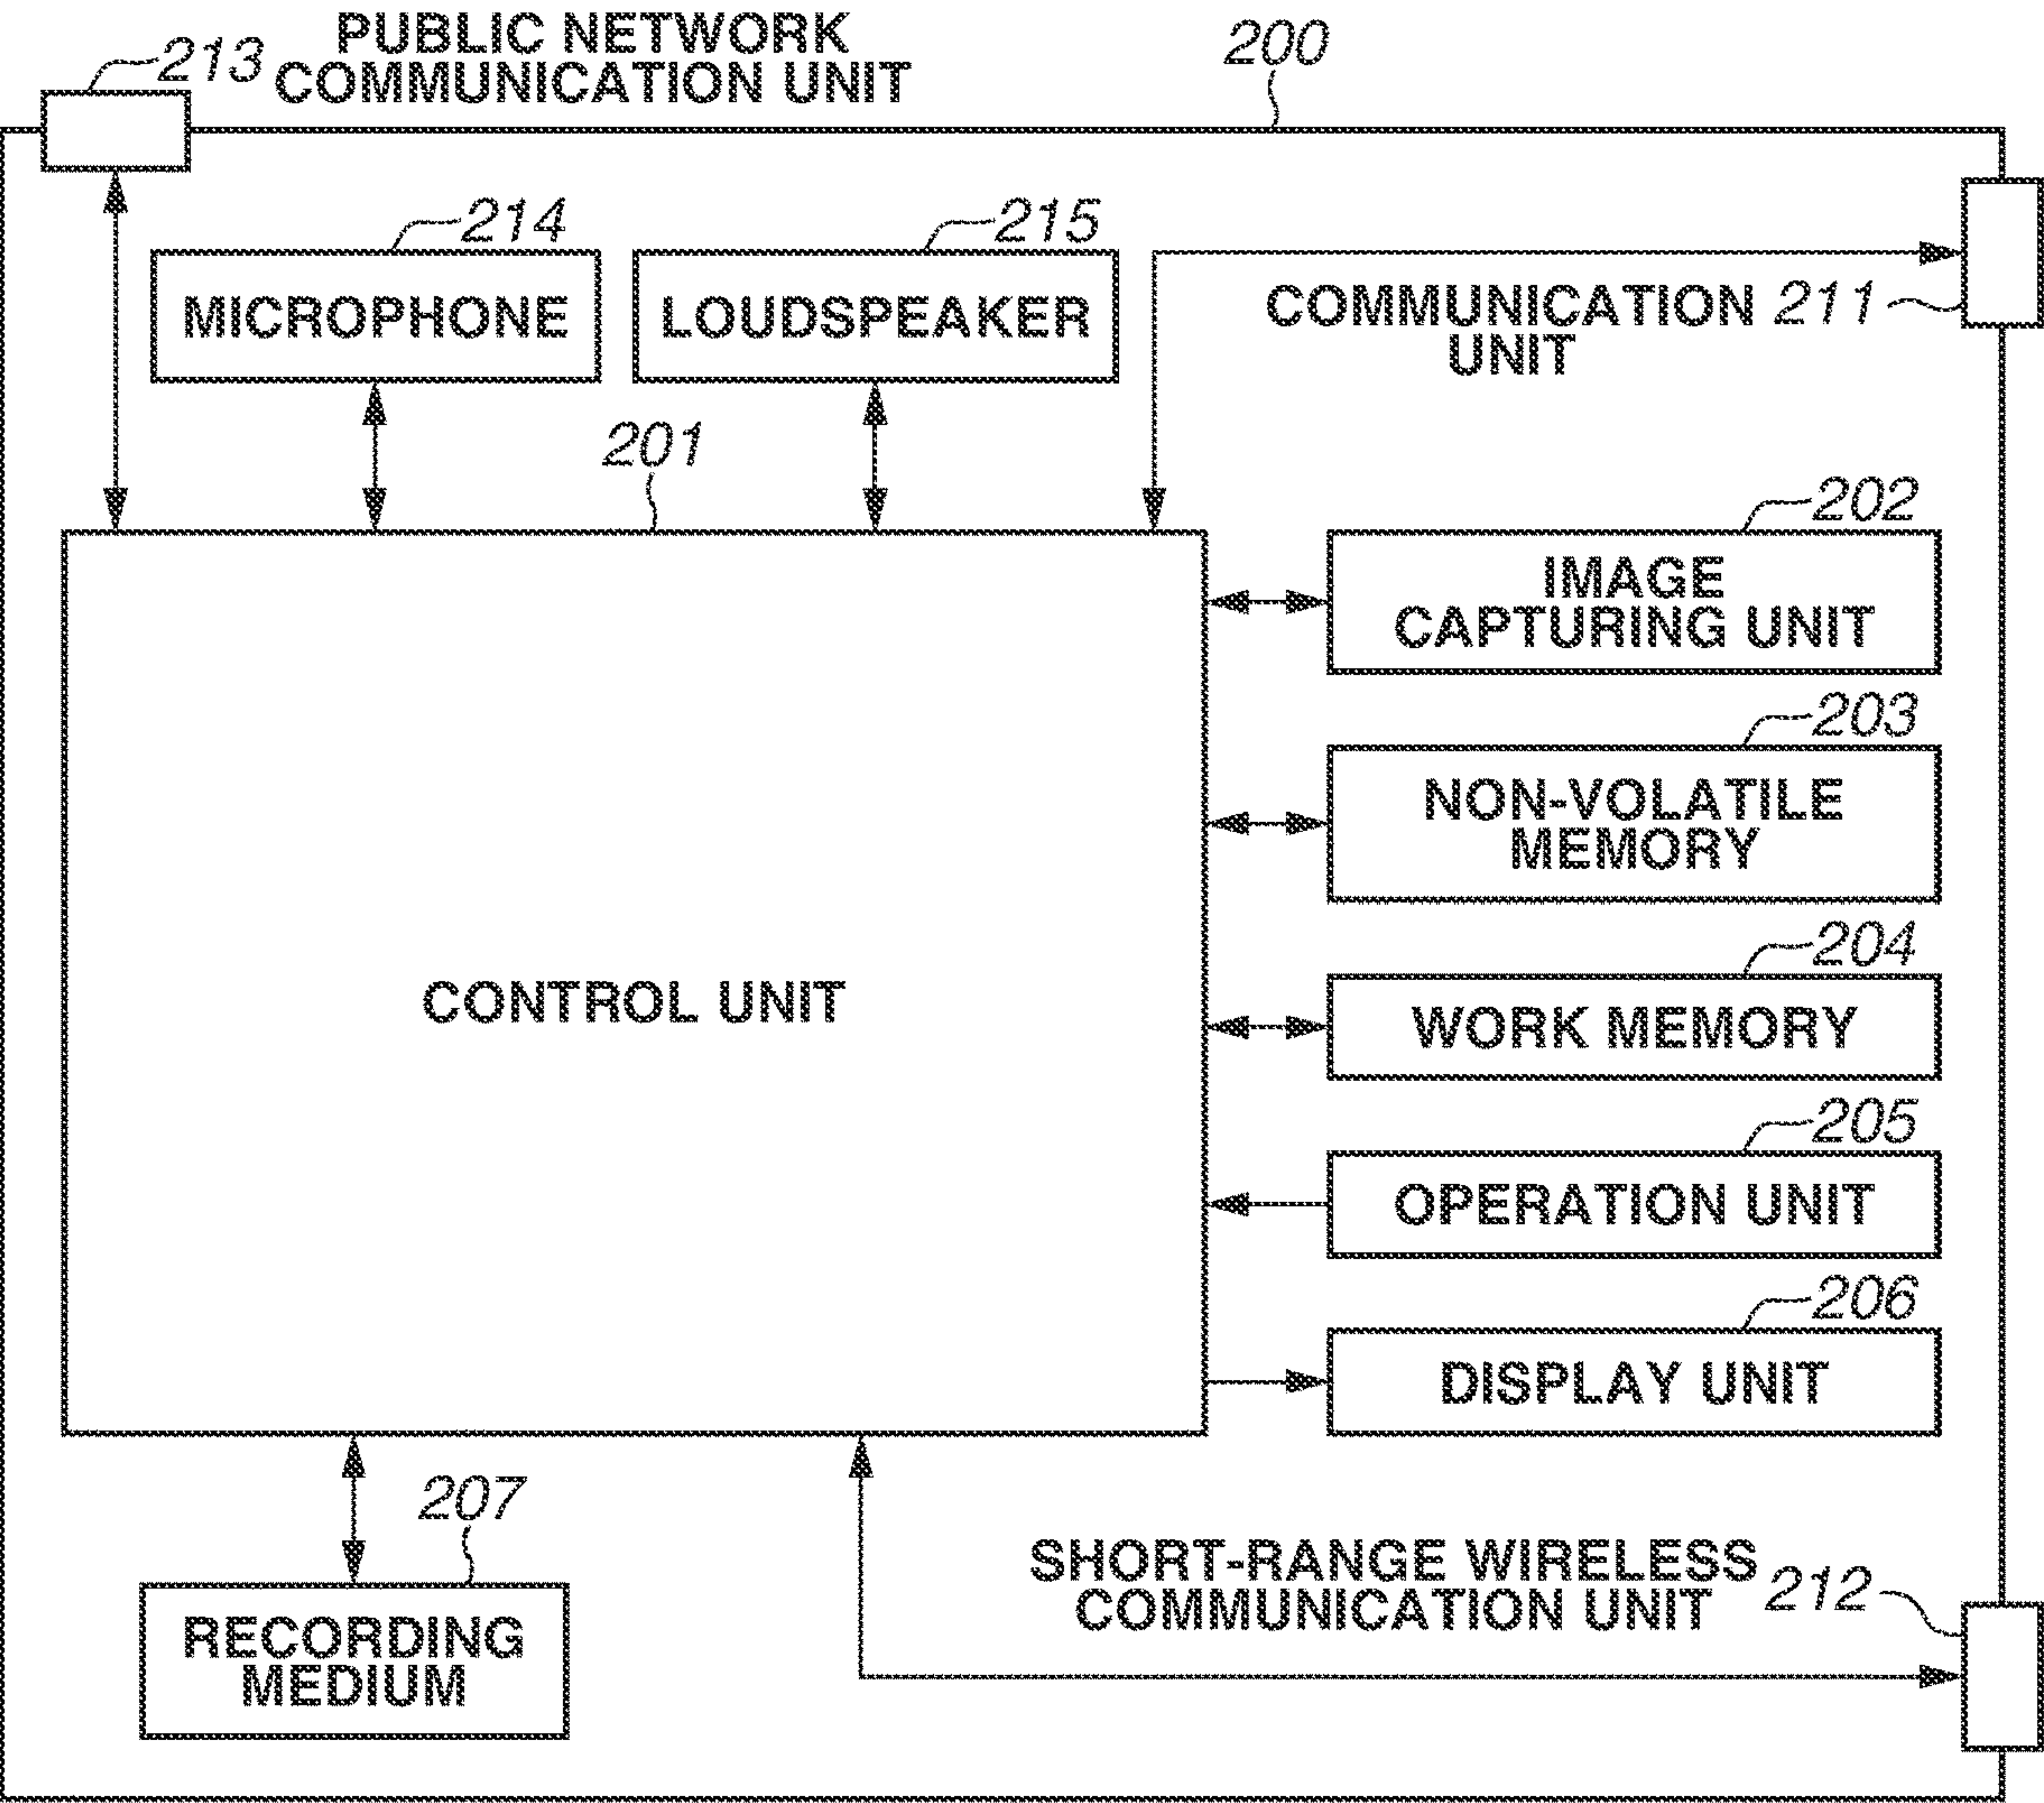 213
PUBLIC NETWORK
COMMUNICATION UNIT
200
214
215
MICROPHONE
LOUDSPEAKER
COMMUNICATION
UNIT
211
201
202
IMAGE
CAPTURING UNIT
203
NON-VOLATILE
MEMORY
204
WORK MEMORY
CONTROL UNIT
205
OPERATION UNIT
206
DISPLAY UNIT
207
RECORDING
MEDIUM
SHORT-RANGE WIRELESS
COMMUNICATION UNIT
212